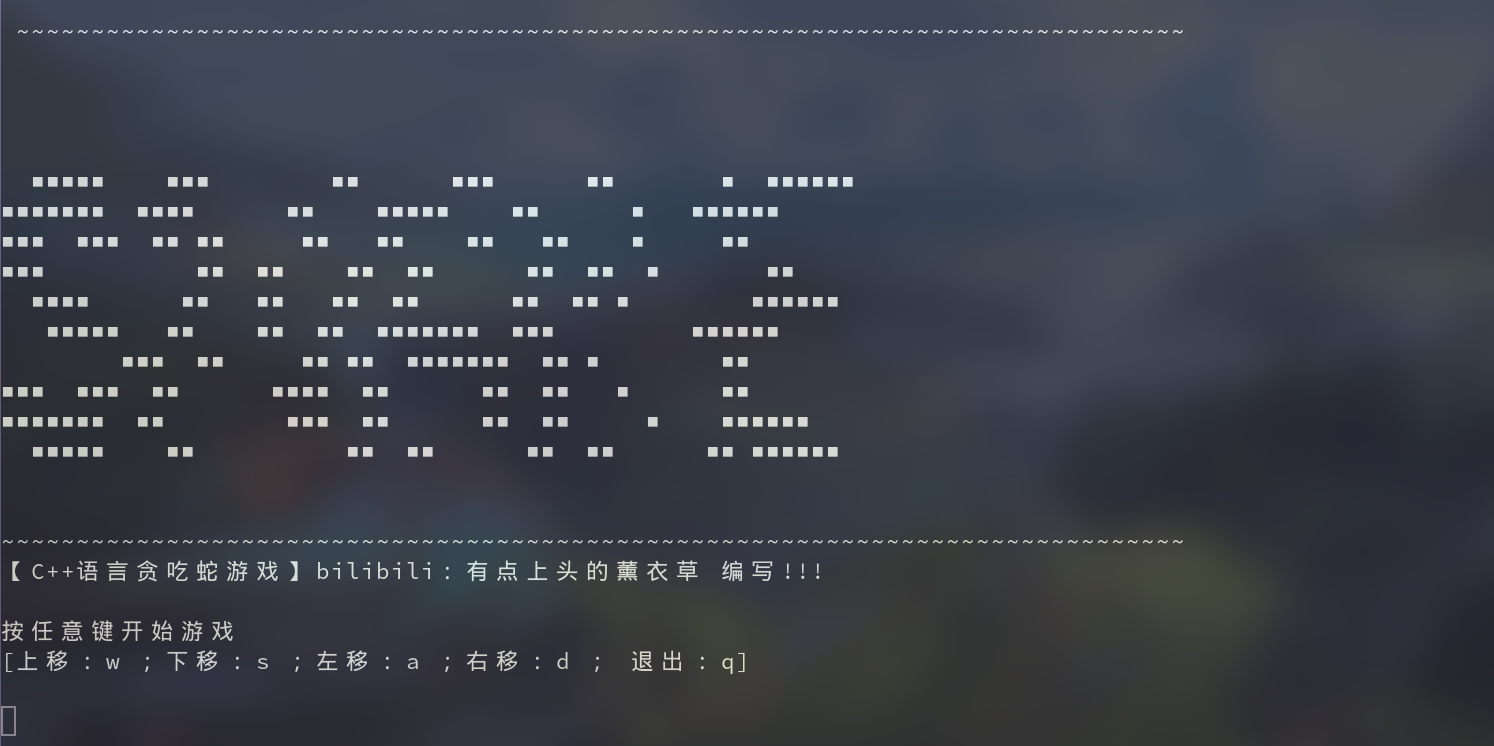 ~~~~~~~~~~~~~~~~~~~~~~~~~~~~~~~~~~~~~~~~~~~~~~~~~~~~~~~~~~~~~~~~~~~~~~~~~~~~~~
~~~~~~~~~~~~~~~~~~~~~~~~~~~~~~~~~~~~~~~~~~~~~~~~~~~~~~~~~~~~~~~~~~~~~~~~~~~~~~~
【C++语言贪吃蛇游戏】bilibili：有点上头的薰衣草 编写!!!
按任意键开始游戏
[上移：w ；下移：s ；左移：a ；右移：d ； 退出：q]